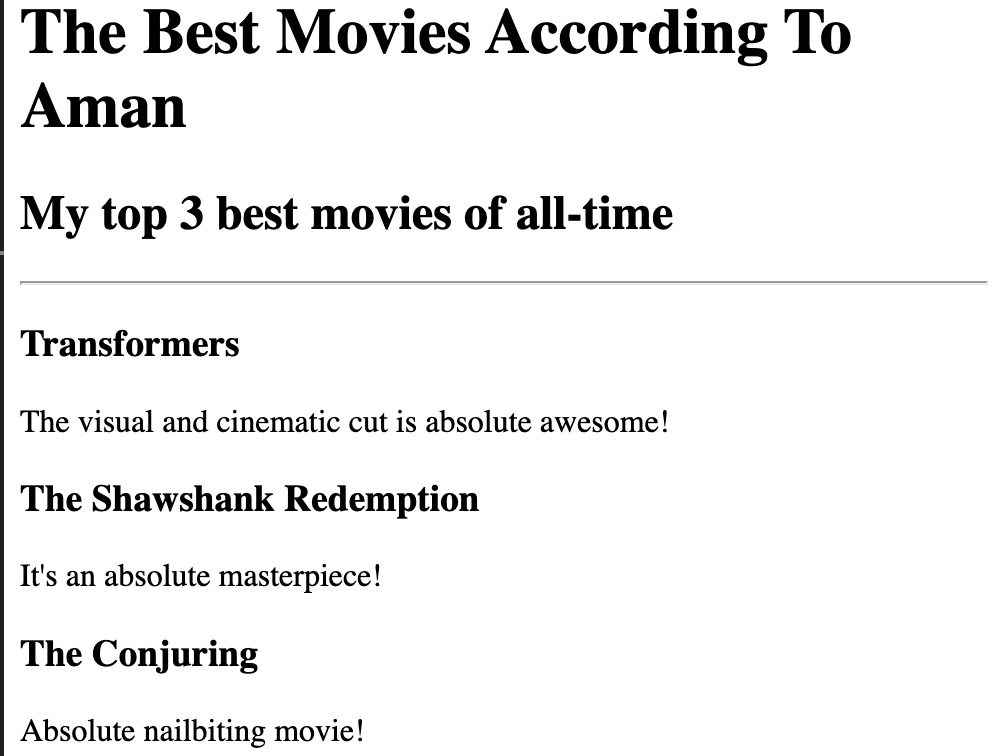 The Best Movies According To
Aman
My top 3 best movies of all-time
Transformers
The visual and cinematic cut is absolute awesome!
The Shawshank Redemption
It's an absolute masterpiece!
The Conjuring
Absolute nailbiting movie!